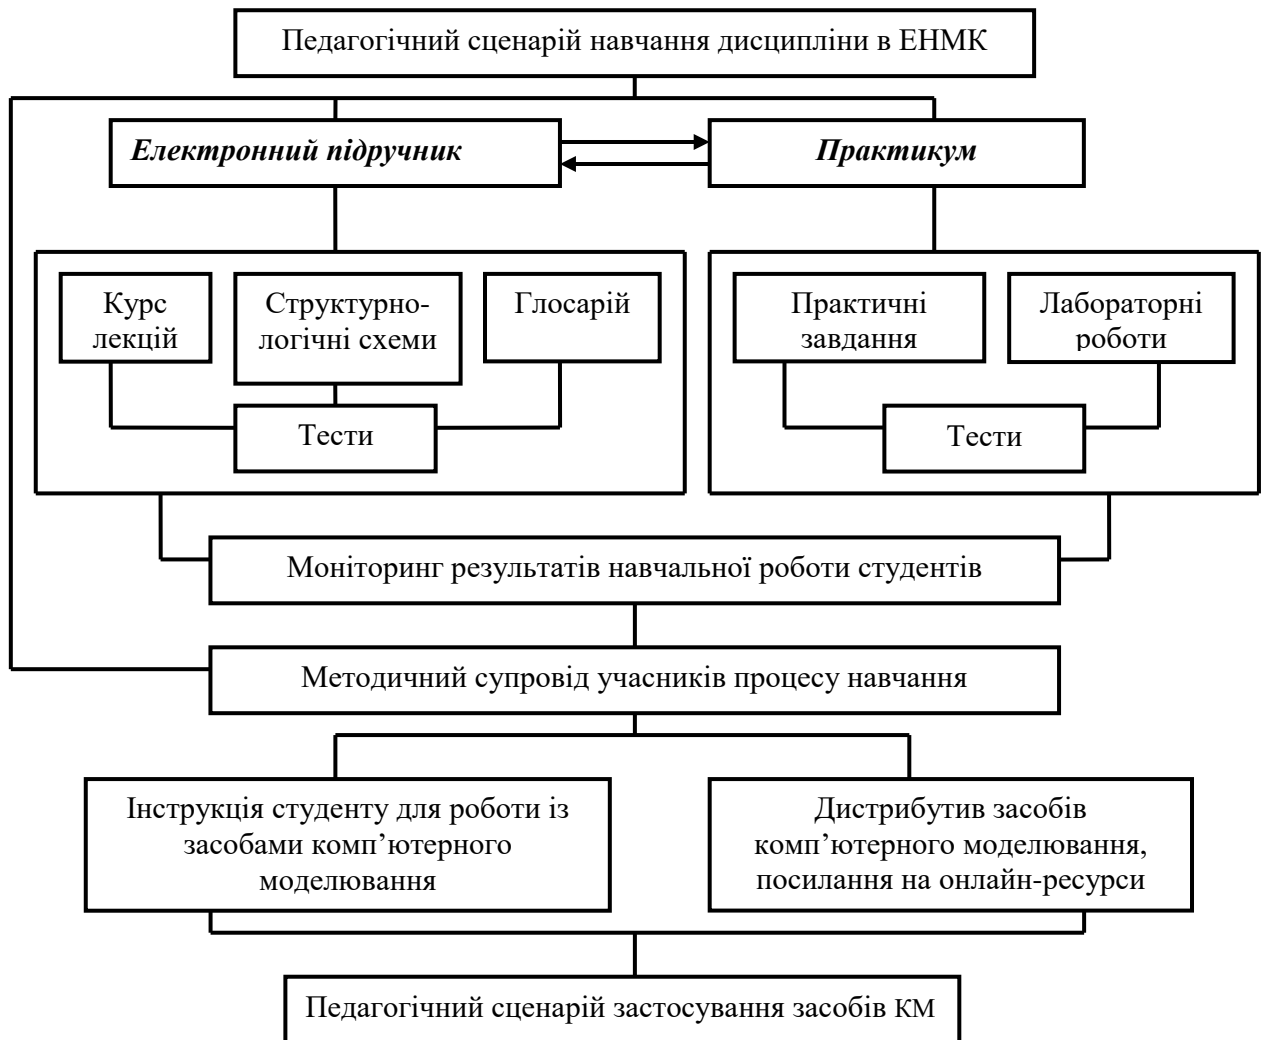 Педагогічний сценарій навчання дисципліни в ЕНМК
Електронний підручник
Практикум
Курс
лекцій
Структурно-
логічні схеми
Глосарій
Тести
Практичні
завдання
Лабораторні
роботи
Тести
Моніторинг результатів навчальної роботи студентів
Методичний супровід учасників процесу навчання
Інструкція студенту для роботи із
засобами комп’ютерного
моделювання
Дистрибутив засобів
комп’ютерного моделювання,
посилання на онлайн-ресурси
Педагогічний сценарій застосування засобів КМ